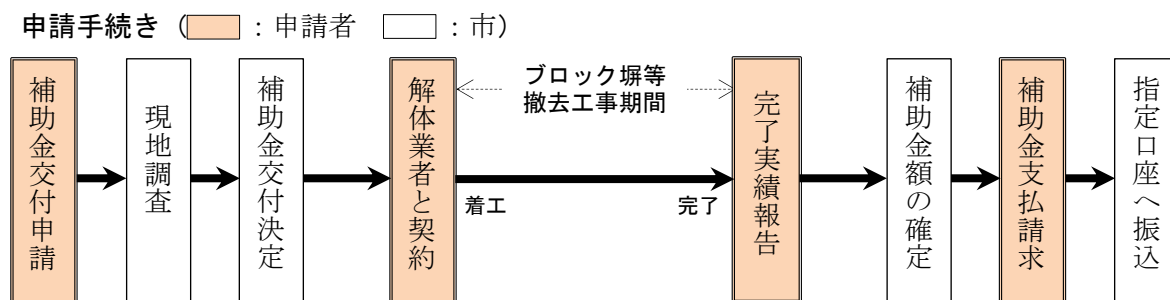 申請手続き（　：申請者　：市）
補助金交付申請
現地調査
補助金交付決定
解体業者と契約
ブロック塀等
撤去工事期間
着工
完了
完了実績報告
補助金額の確定
補助金支払請求
指定口座へ振込